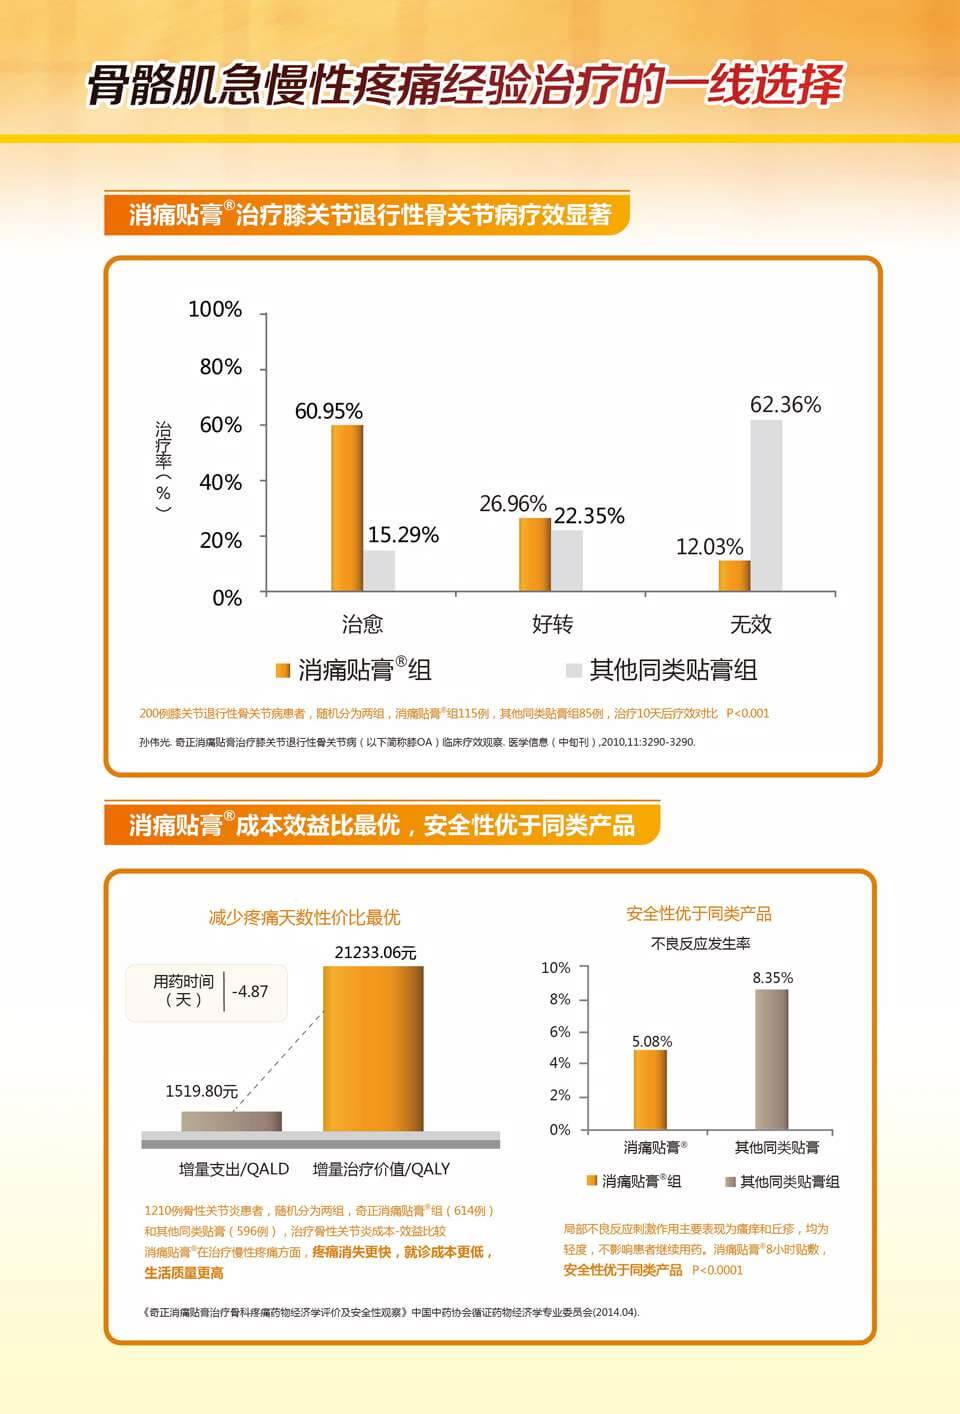 骨骼肌急慢性疼痛经验治疗的一线选择
消痛贴膏®治疗膝关节退行性骨关节病疗效显著
100%
80%
60%
40%
20%
0%
治疗率（%）
60.95%
15.29%
26.96%
22.35%
12.03%
62.36%
治愈
好转
无效
消痛贴膏®组
其他同类贴膏组
200例膝关节退行性骨关节病患者，随机分为两组，消痛贴膏®组115例，其他同类贴膏组85例，治疗10天后疗效对比 P<0.001
孙伟光. 奇正消痛贴膏治疗膝关节退行性骨关节病（以下简称膝OA）临床疗效观察. 医学信息（中旬刊）,2010,11:3290-3290.
消痛贴膏®成本效益比最优，安全性优于同类产品
减少疼痛天数性价比最优
21233.06元
用药时间
（天）
-4.87
1519.80元
增量支出/QALD
增量治疗价值/QALY
1210例骨性关节炎患者，随机分为两组，奇正消痛贴膏®组（614例）
和其他同类贴膏（596例），治疗骨性关节炎成本-效益比较
消痛贴膏®在治疗慢性疼痛方面，疼痛消失更快，就诊成本更低，
生活质量更高
安全性优于同类产品
不良反应发生率
10%
8%
6%
4%
2%
0%
5.08%
8.35%
消痛贴膏®
其他同类贴膏
消痛贴膏®组
其他同类贴膏组
局部不良反应刺激作用主要表现为瘙痒和丘疹，均为
轻度，不影响患者继续用药。消痛贴膏®8小时贴敷，
安全性优于同类产品 P<0.0001
《奇正消痛贴膏治疗骨科疼痛药物经济学评价及安全性观察》中国中药协会循证药物经济学专业委员会(2014.04).